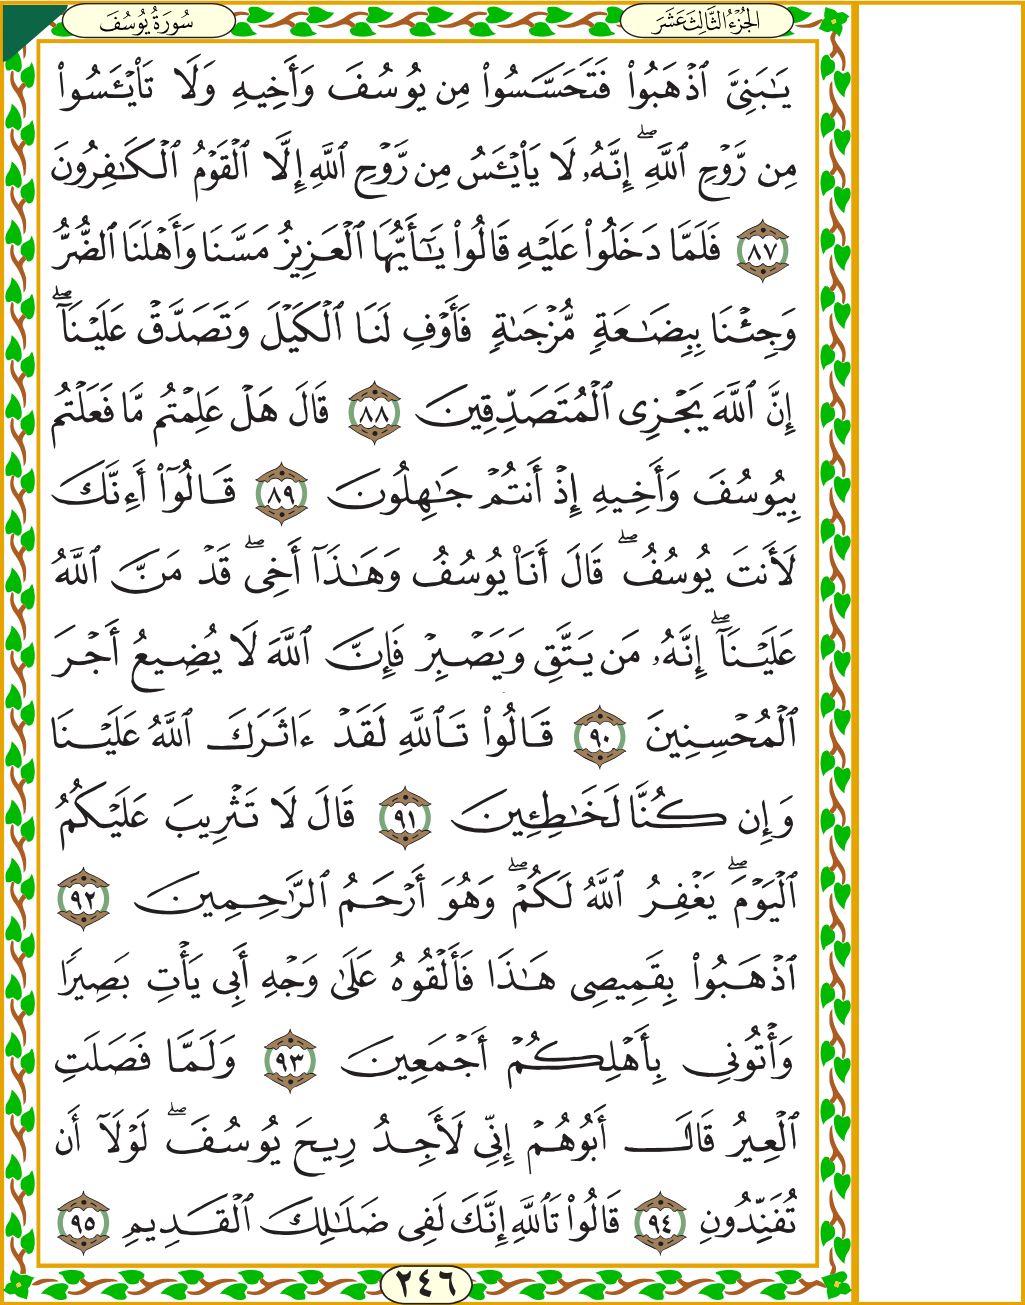 سُورَةُ يُوسُفَ
الجُزْءُ الثَّالِثَ عَشَرَ
يَـٰبَنِىَّ ٱذْهَبُوا۟ فَتَحَسَّسُوا۟ مِن يُوسُفَ وَأَخِيهِ وَلَا تَا۟يْـَٔسُوا۟
مِن رَّوْحِ ٱللَّهِ ۖ إِنَّهُۥ لَا يَا۟يْـَٔسُ مِن رَّوْحِ ٱللَّهِ إِلَّا ٱلْقَوْمُ ٱلْكَـٰفِرُونَ
٨٧ فَلَمَّا دَخَلُوا۟ عَلَيْهِ قَالُوا۟ يَـٰٓأَيُّهَا ٱلْعَزِيزُ مَسَّنَا وَأَهْلَنَا ٱلضُّرُّ
وَجِئْنَا بِبِضَـٰعَةٍ مُّزْجَىٰةٍ فَأَوْفِ لَنَا ٱلْكَيْلَ وَتَصَدَّقْ عَلَيْنَآ ۖ
إِنَّ ٱللَّهَ يَجْزِى ٱلْمُتَصَدِّقِينَ ٨٨ قَالَ هَلْ عَلِمْتُم مَّا فَعَلْتُم
بِيُوسُفَ وَأَخِيهِ إِذْ أَنتُمْ جَـٰهِلُونَ ٨٩ قَالُوٓا۟ أَءِنَّكَ
لَأَنتَ يُوسُفُ ۖ قَالَ أَنَا۠ يُوسُفُ وَهَـٰذَآ أَخِى ۖ قَدْ مَنَّ ٱللَّهُ
عَلَيْنَآ ۖ إِنَّهُۥ مَن يَتَّقِ وَيَصْبِرْ فَإِنَّ ٱللَّهَ لَا يُضِيعُ أَجْرَ
ٱلْمُحْسِنِينَ ٩٠ قَالُوا۟ تَٱللَّهِ لَقَدْ ءَاثَرَكَ ٱللَّهُ عَلَيْنَا
وَإِن كُنَّا لَخَـٰطِـِٔينَ ٩١ قَالَ لَا تَثْرِيبَ عَلَيْكُمُ
ٱلْيَوْمَ ۖ يَغْفِرُ ٱللَّهُ لَكُمْ ۖ وَهُوَ أَرْحَمُ ٱلرَّٰحِمِينَ ٩٢
ٱذْهَبُوا۟ بِقَمِيصِى هَـٰذَا فَأَلْقُوهُ عَلَىٰ وَجْهِ أَبِى يَأْتِ بَصِيرًا
وَأْتُونِى بِأَهْلِكُمْ أَجْمَعِينَ ٩٣ وَلَمَّا فَصَلَتِ
ٱلْعِيرُ قَالَ أَبُوهُمْ إِنِّى لَأَجِدُ رِيحَ يُوسُفَ ۖ لَوْلَآ أَن
تُفَنِّدُونِ ٩٤ قَالُوا۟ تَٱللَّهِ إِنَّكَ لَفِى ضَلَـٰلِكَ ٱلْقَدِيمِ ٩٥
٢٤٦